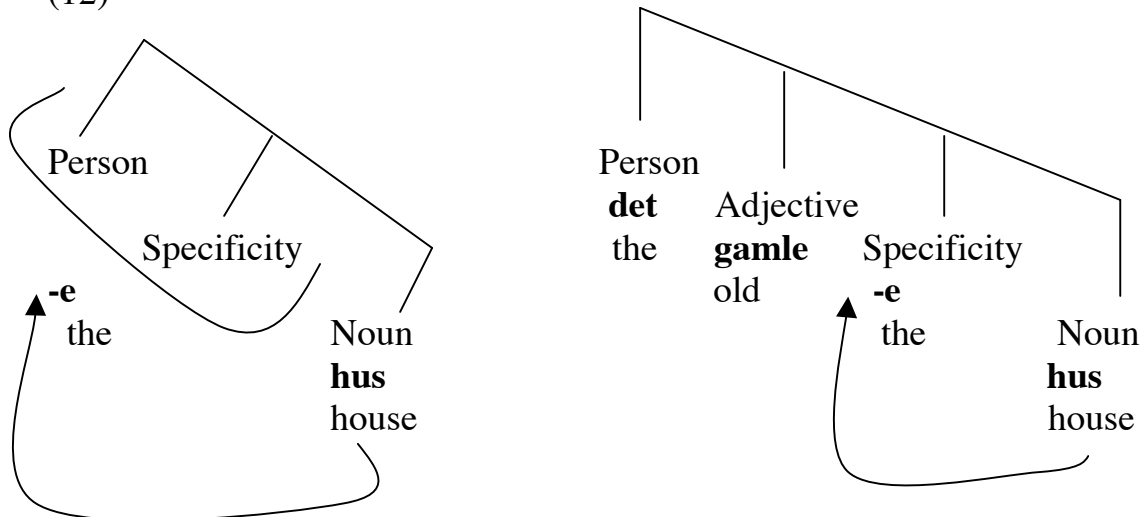 (12)
Person
Specificity
-e
the
Noun
hus
house
Person
det
the
Adjective
gamle
old
Specificity
-e
the
Noun
hus
house